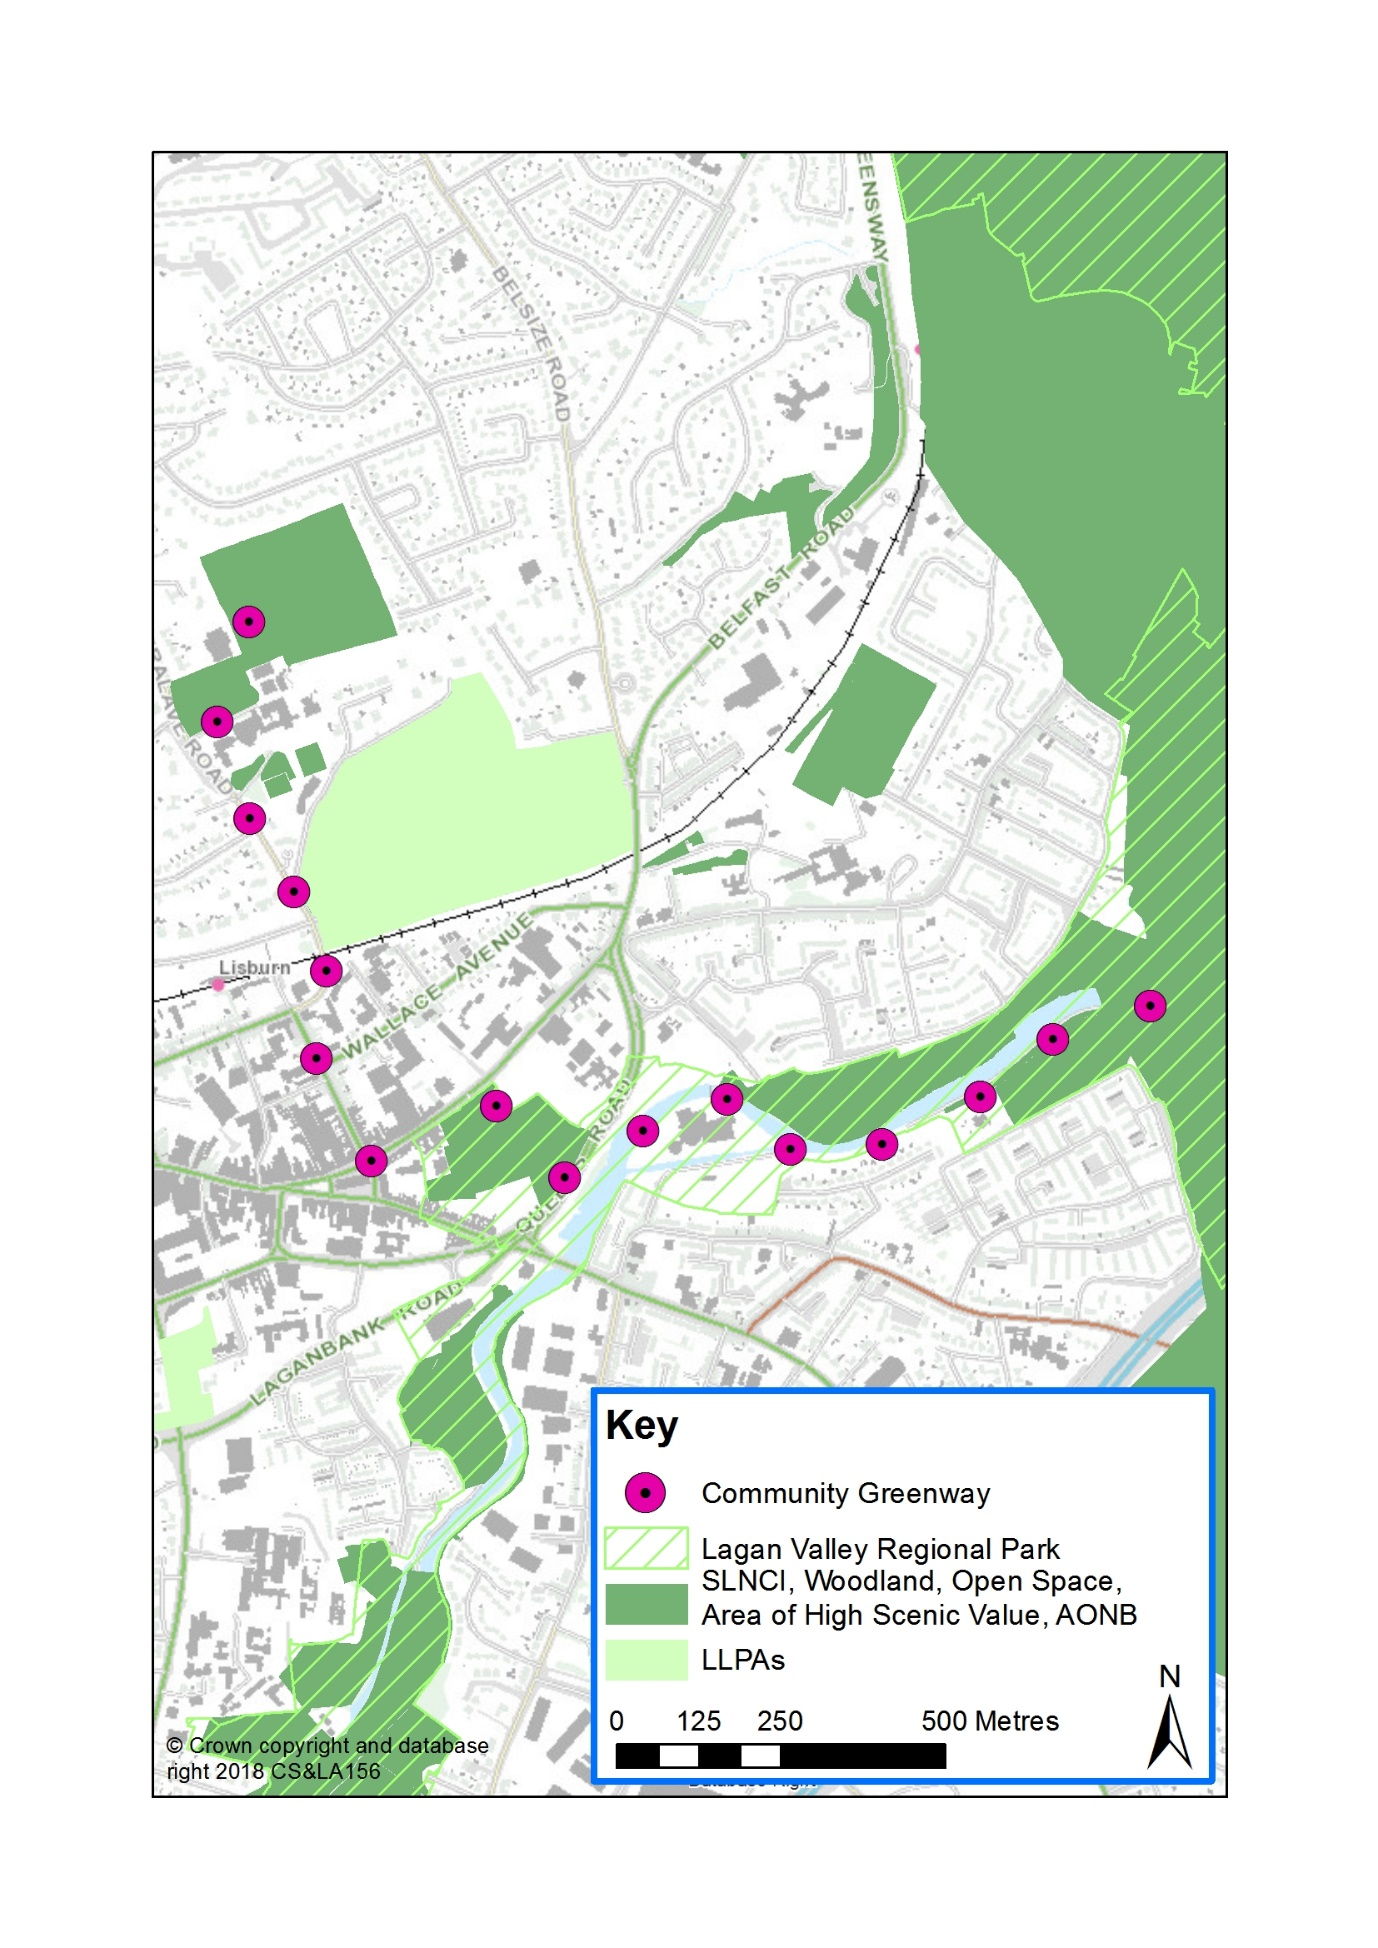 EENSWAY
BELSIZE ROAD
BELFAST ROAD
ROAD
Lisburn
WALLACE AVENUE
ROAD
LAGANBANK ROAD
Key
Community Greenway
Lagan Valley Regional Park
SLNCI, Woodland, Open Space,
Area of High Scenic Value, AONB
LLPAs
N
0 125 250 500 Metres
© Crown copyright and database
right 2018 CS&LA156